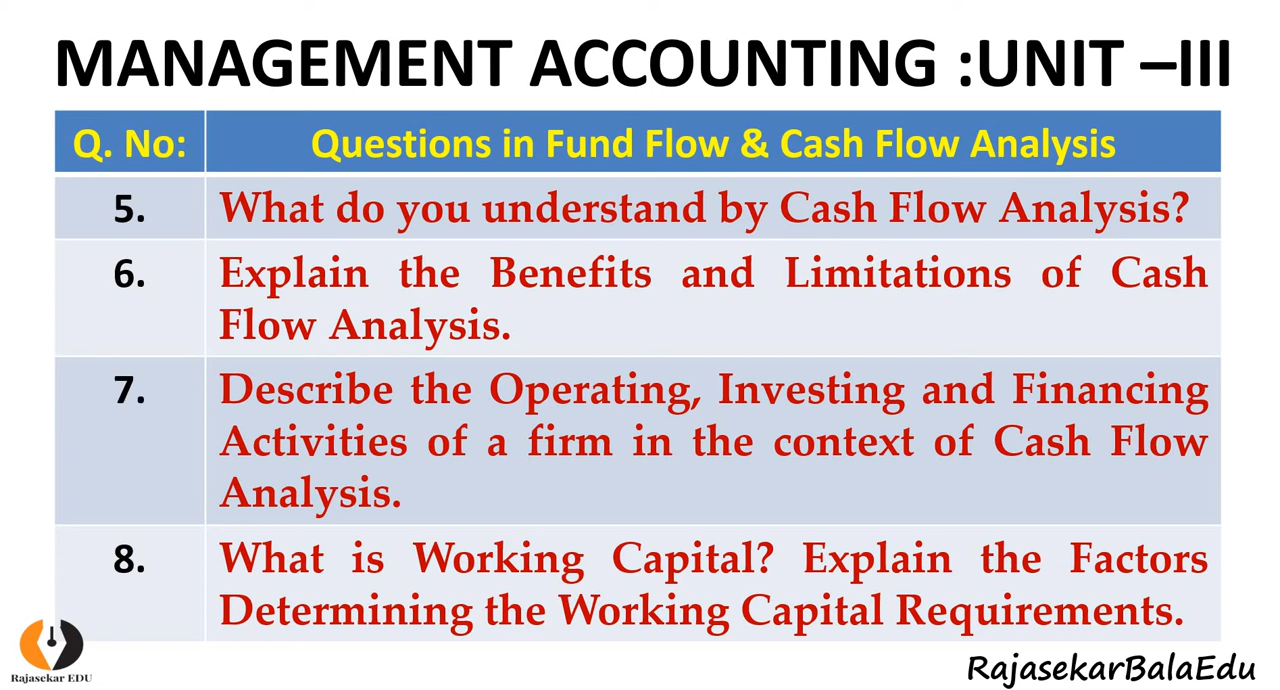 MANAGEMENT ACCOUNTING :UNIT –III
Q. No: Questions in Fund Flow & Cash Flow Analysis
5. What do you understand by Cash Flow Analysis?
6. Explain the Benefits and Limitations of Cash
Flow Analysis.
7. Describe the Operating, Investing and Financing
Activities of a firm in the context of Cash Flow
Analysis.
8. What is Working Capital? Explain the Factors
Determining the Working Capital Requirements.
Rajasekar EDU
RajasekarBalaEdu